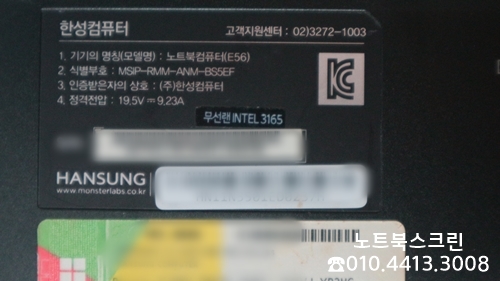 한성컴퓨터
고객지원센터 : 02)3272-1003
1. 기기의 명칭(모델명) : 노트북컴퓨터(E56)
2. 식별부호 : MSIP-RMM-ANM-BS5EF
3. 인증받은자의 상호 : (주)한성컴퓨터
4. 정격전압 : 19.5V⎓9.23A
무선랜 INTEL 3165
HANSUNG
www.monsterlabs.co.kr
노트북스크린
☎010.4413.3008